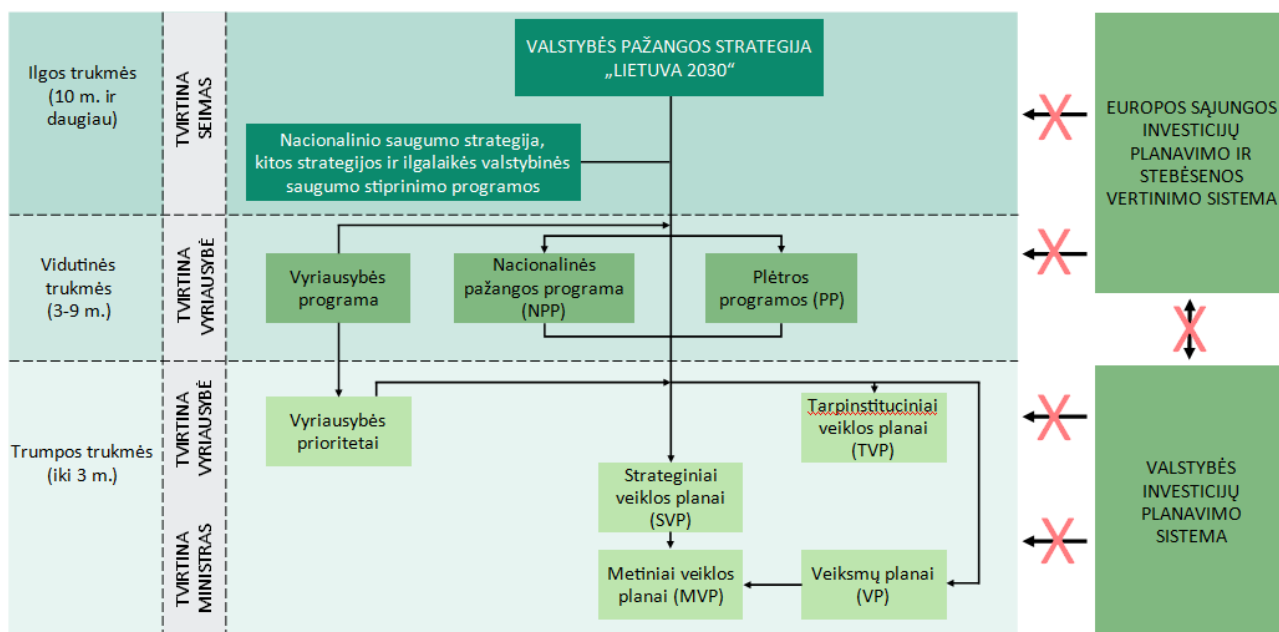 VALSTYBĖS PAŽANGOS STRATEGIJA
„LIETUVA 2030“
Ilgos trukmės
(10 m. ir
daugiau)
TVIRTINA
SEIMAS
Nacionalinio saugumo strategija,
kitos strategijos ir ilgalaikės valstybinės
saugumo stiprinimo programos
EUROPOS SĄJUNGOS
INVESTICIJŲ
PLANAVIMO IR
STEBĖSENOS
VERTINIMO SISTEMA
Vidutinės
trukmės
(3-9 m.)
TVIRTINA
VYRIAUSYBĖ
Vyriausybės
programa
Nacionalinės
pažangos programa
(NPP)
Plėtros
programos (PP)
Trumpos trukmės
(iki 3 m.)
TVIRTINA
VYRIAUSYBĖ
Vyriausybės
prioritetai
Tarpinstituciniai
veiklos planai
(TVP)
Strateginiai
veiklos planai
(SVP)
TVIRTINA
MINISTRAS
Metiniai veiklos
planai (MVP)
Veiksmų planai
(VP)
VALSTYBĖS
INVESTICIJŲ
PLANAVIMO
SISTEMA